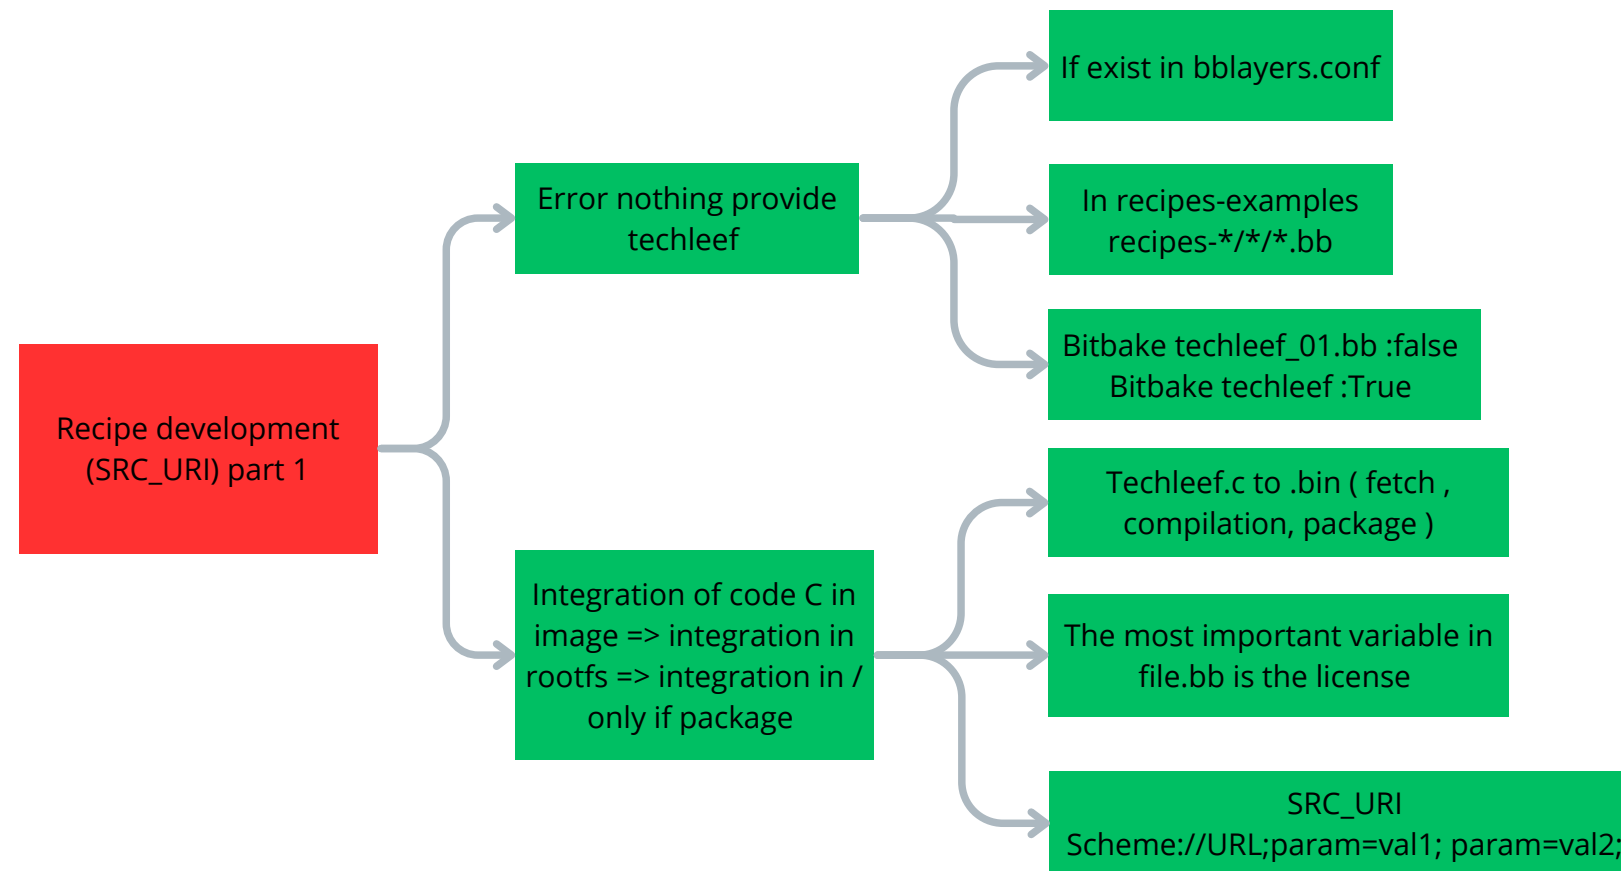 Recipe development
(SRC_URI) part 1
Error nothing provide
techleef
If exist in bblayers.conf
In recipes-examples
recipes-*/*/*.bb
Bitbake techleef_01.bb :false
Bitbake techleef :True
Integration of code C in
image => integration in
rootfs => integration in /
only if package
Techleef.c to .bin ( fetch ,
compilation, package )
The most important variable in
file.bb is the license
SRC_URI
Scheme://URL;param=val1; param=val2;